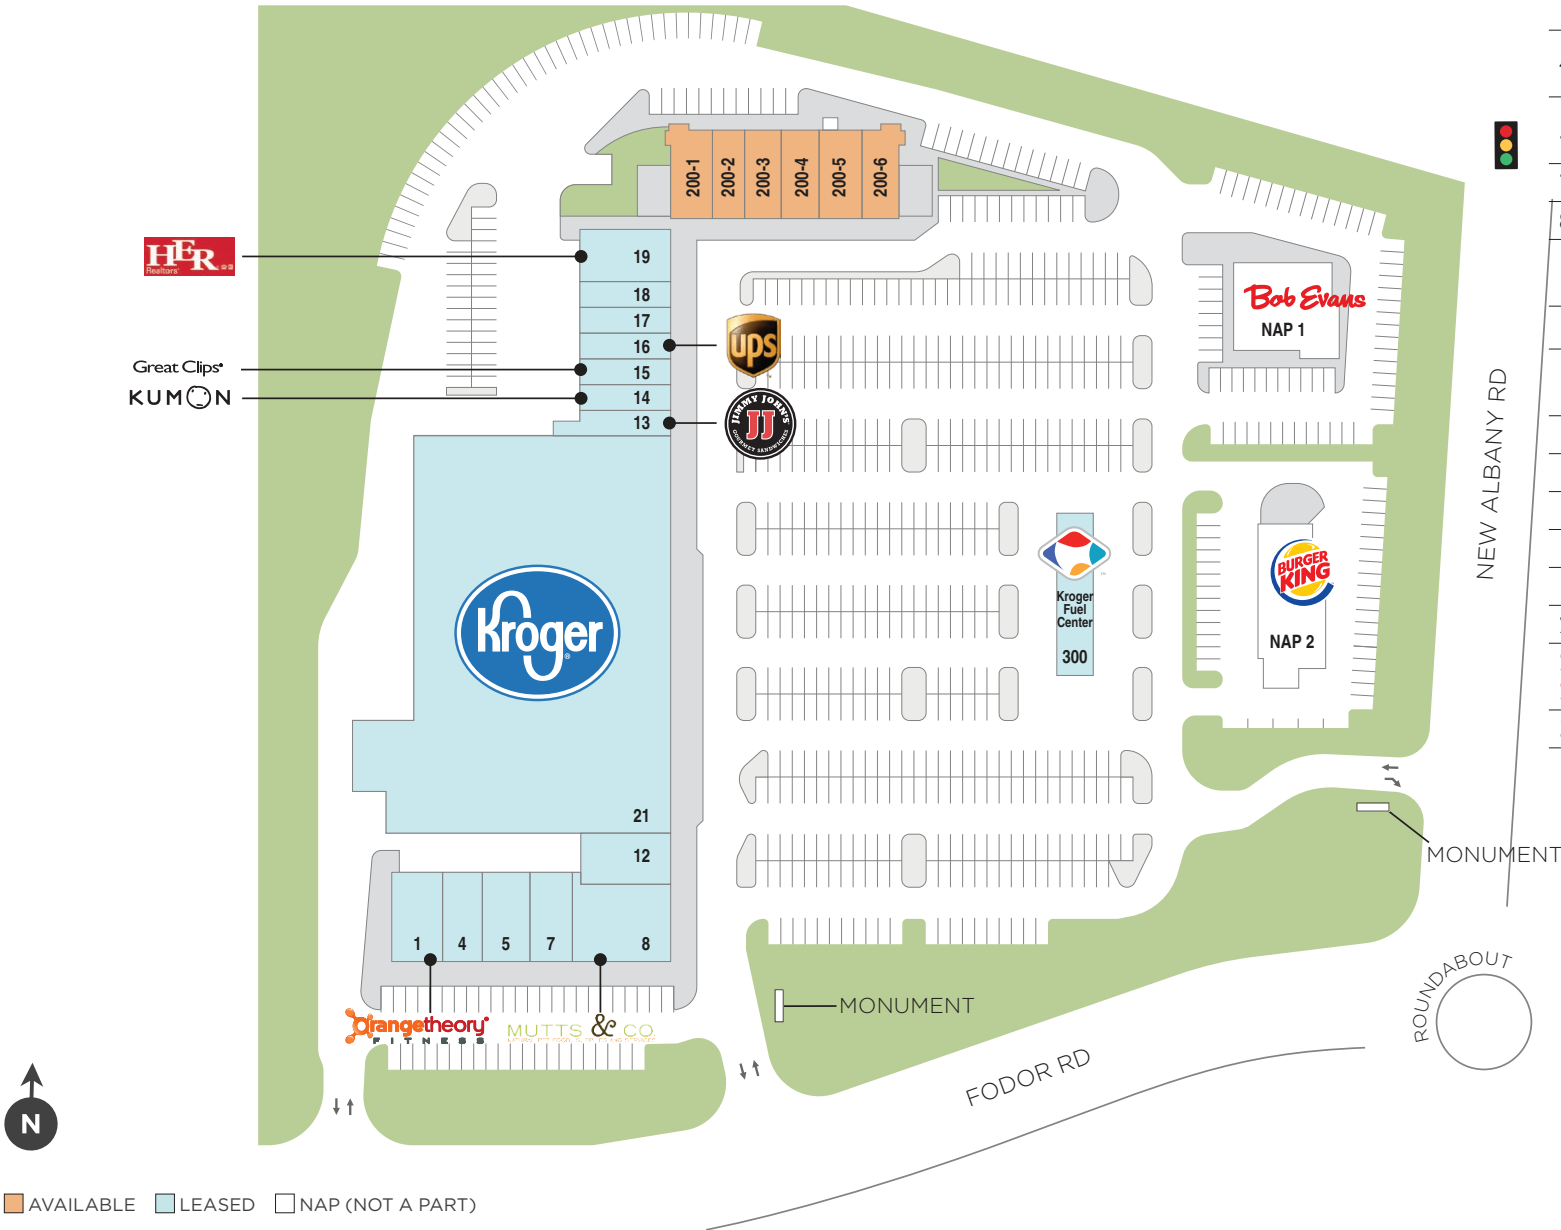 200-1
200-2
200-3
200-4
200-5
200-6
HER
Realtors
19
18
17
16
ups
Great Clips
15
KUMON
14
13
JIMMY JOHN'S
JJ
GOURMET SANDWICHES
Bob Evans
NAP 1
NEW ALBANY RD
Kroger
21
Kroger
Fuel
Center
300
BURGER
KING
NAP 2
12
1
4
5
7
8
MONUMENT
MONUMENT
ROUNDABOUT
Orangetheory
FITNESS
MUTTS & CO.
FODOR RD
N
AVAILABLE
LEASED
NAP (NOT A PART)